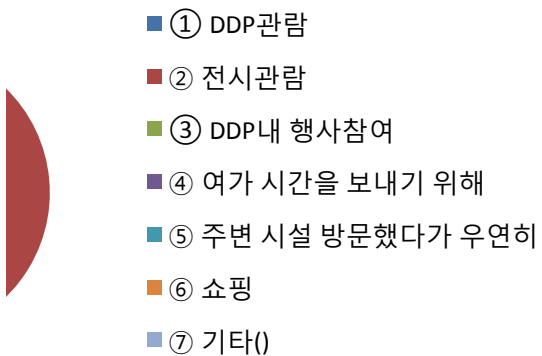 ① DDP관람
② 전시관람
③ DDP내 행사참여
④ 여가 시간을 보내기 위해
⑤ 주변 시설 방문했다가 우연히
⑥ 쇼핑
⑦ 기타()